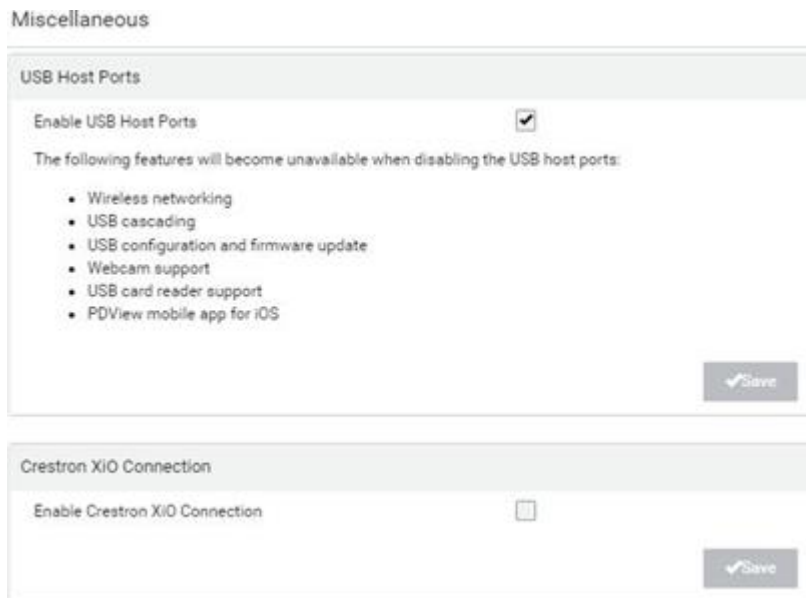 Miscellaneous
USB Host Ports
Enable USB Host Ports
The following features will become unavailable when disabling the USB host ports:
• Wireless networking
• USB cascading
• USB configuration and firmware update
• Webcam support
• USB card reader support
• PDView mobile app for iOS
Save
Crestron XiO Connection
Enable Crestron XiO Connection
Save